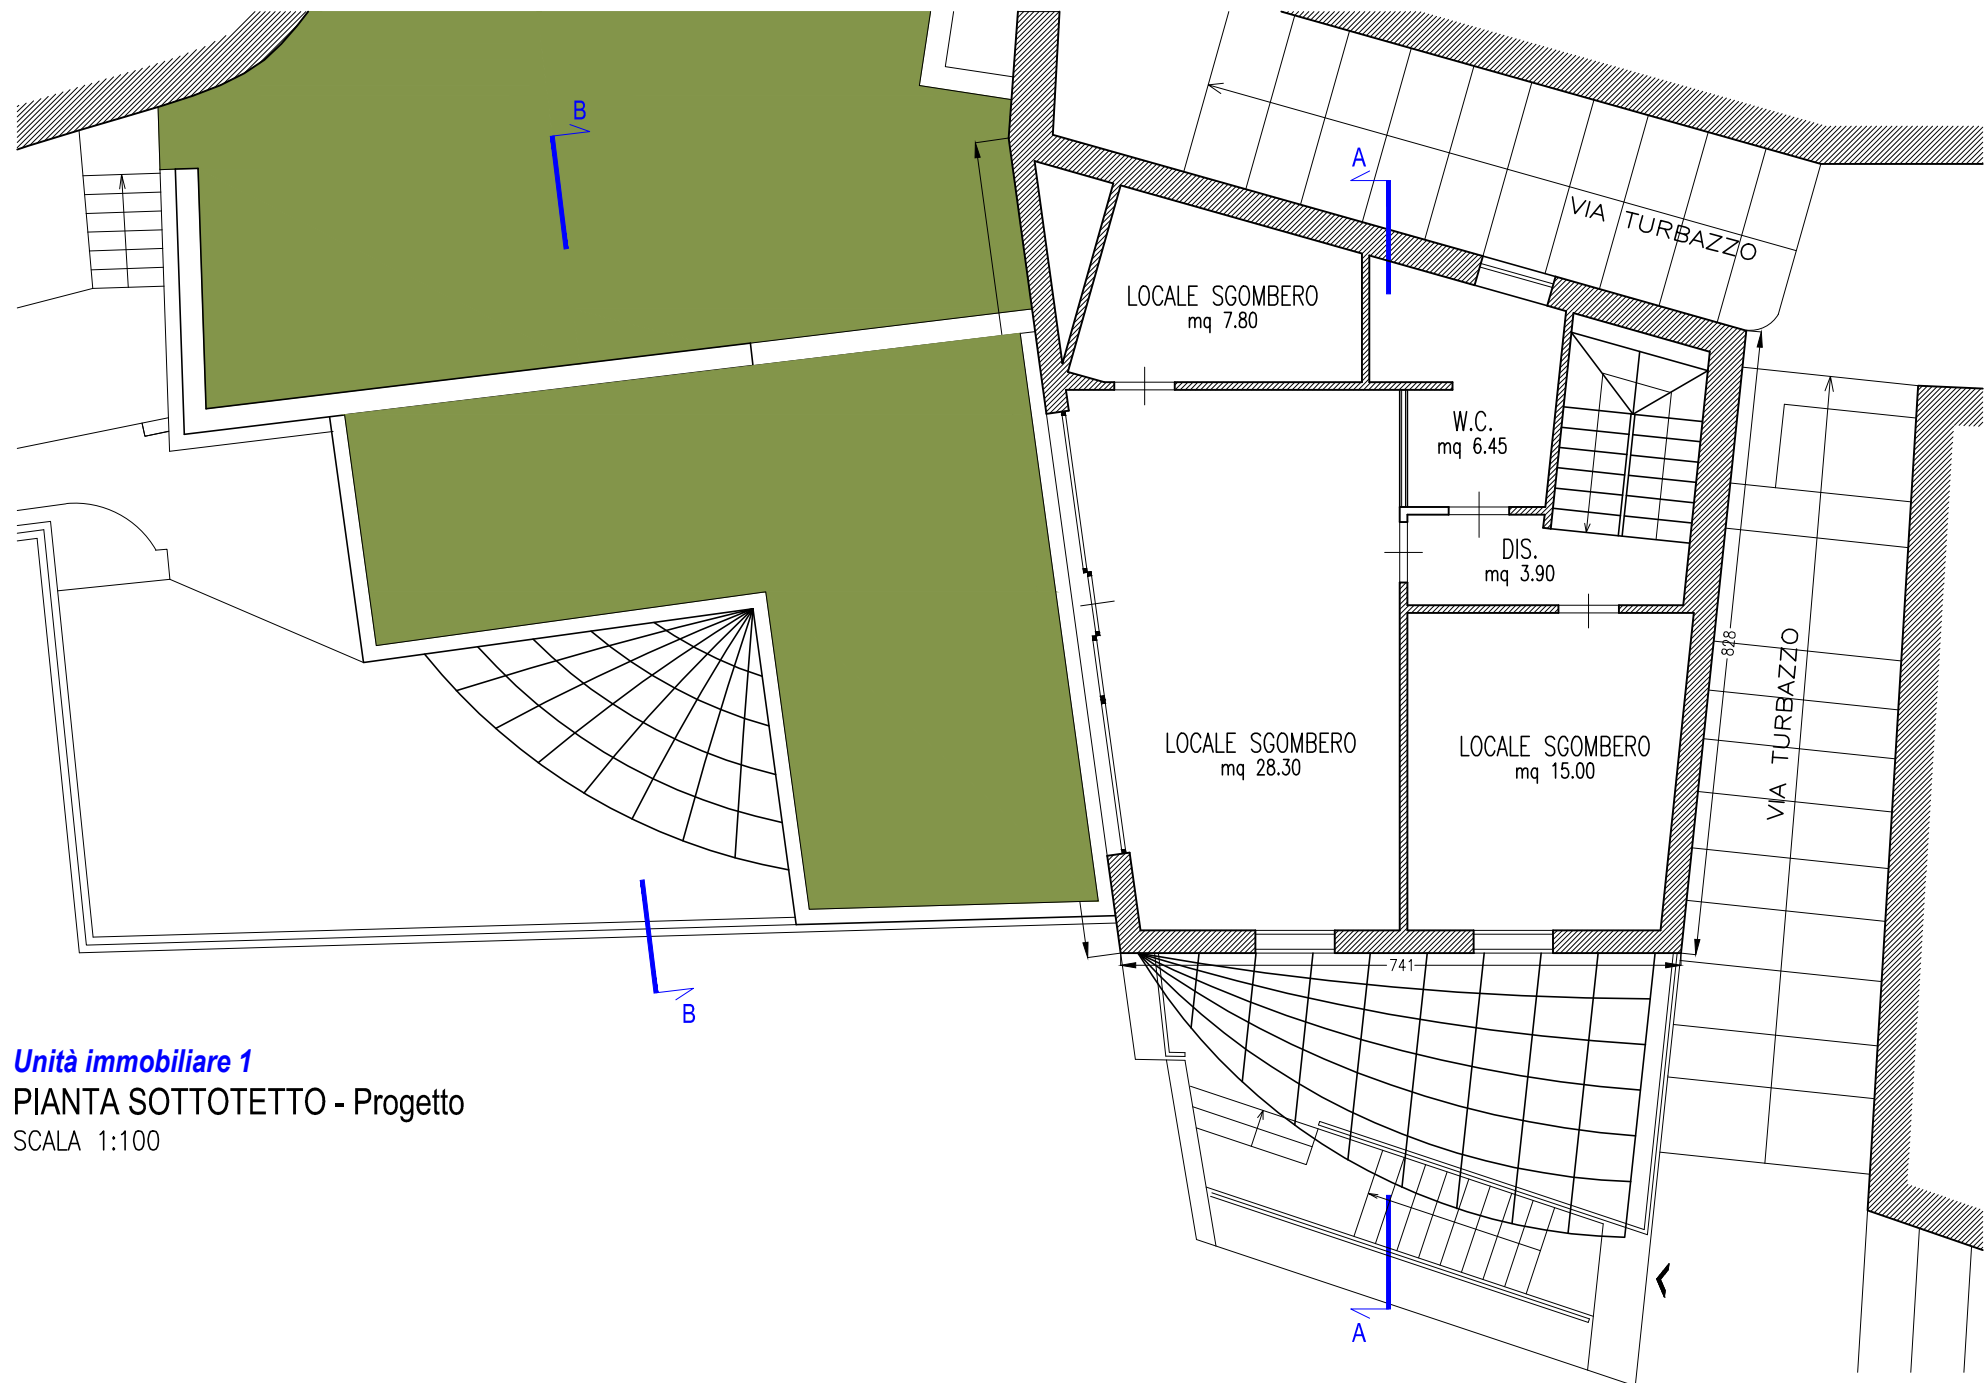 B
A
VIA TURBAZZO
LOCALE SGOMBERO
mq 7.80
W.C.
mq 6.45
DIS.
mq 3.90
828
VIA TURBAZZO
LOCALE SGOMBERO
mq 28.30
LOCALE SGOMBERO
mq 15.00
741
B
Unità immobiliare 1
PIANTA SOTTOTETTO - Progetto
SCALA 1:100
A